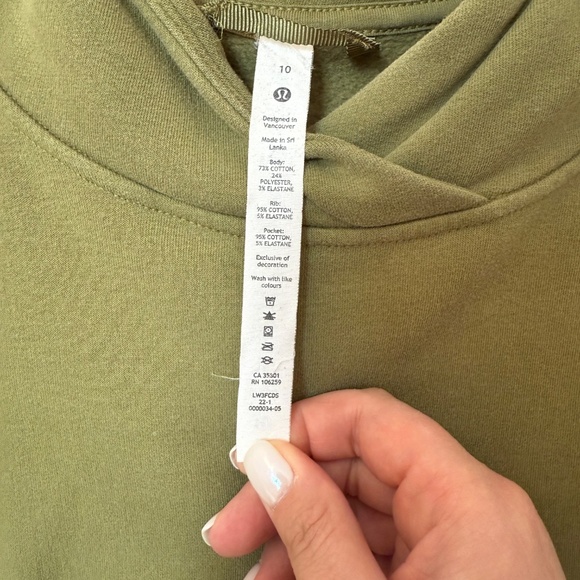 10
Designed in
Vancouver
Made in Sri
Lanka
Body:
73% COTTON,
24%
POLYESTER,
3% ELASTANE
Rib:
95% COTTON,
5% ELASTANE
Pocket:
95% COTTON,
5% ELASTANE
Exclusive of
decoration
Wash with like
colours
CA 35801
RN 106259
LW3FCDS
22-1
0000034-05